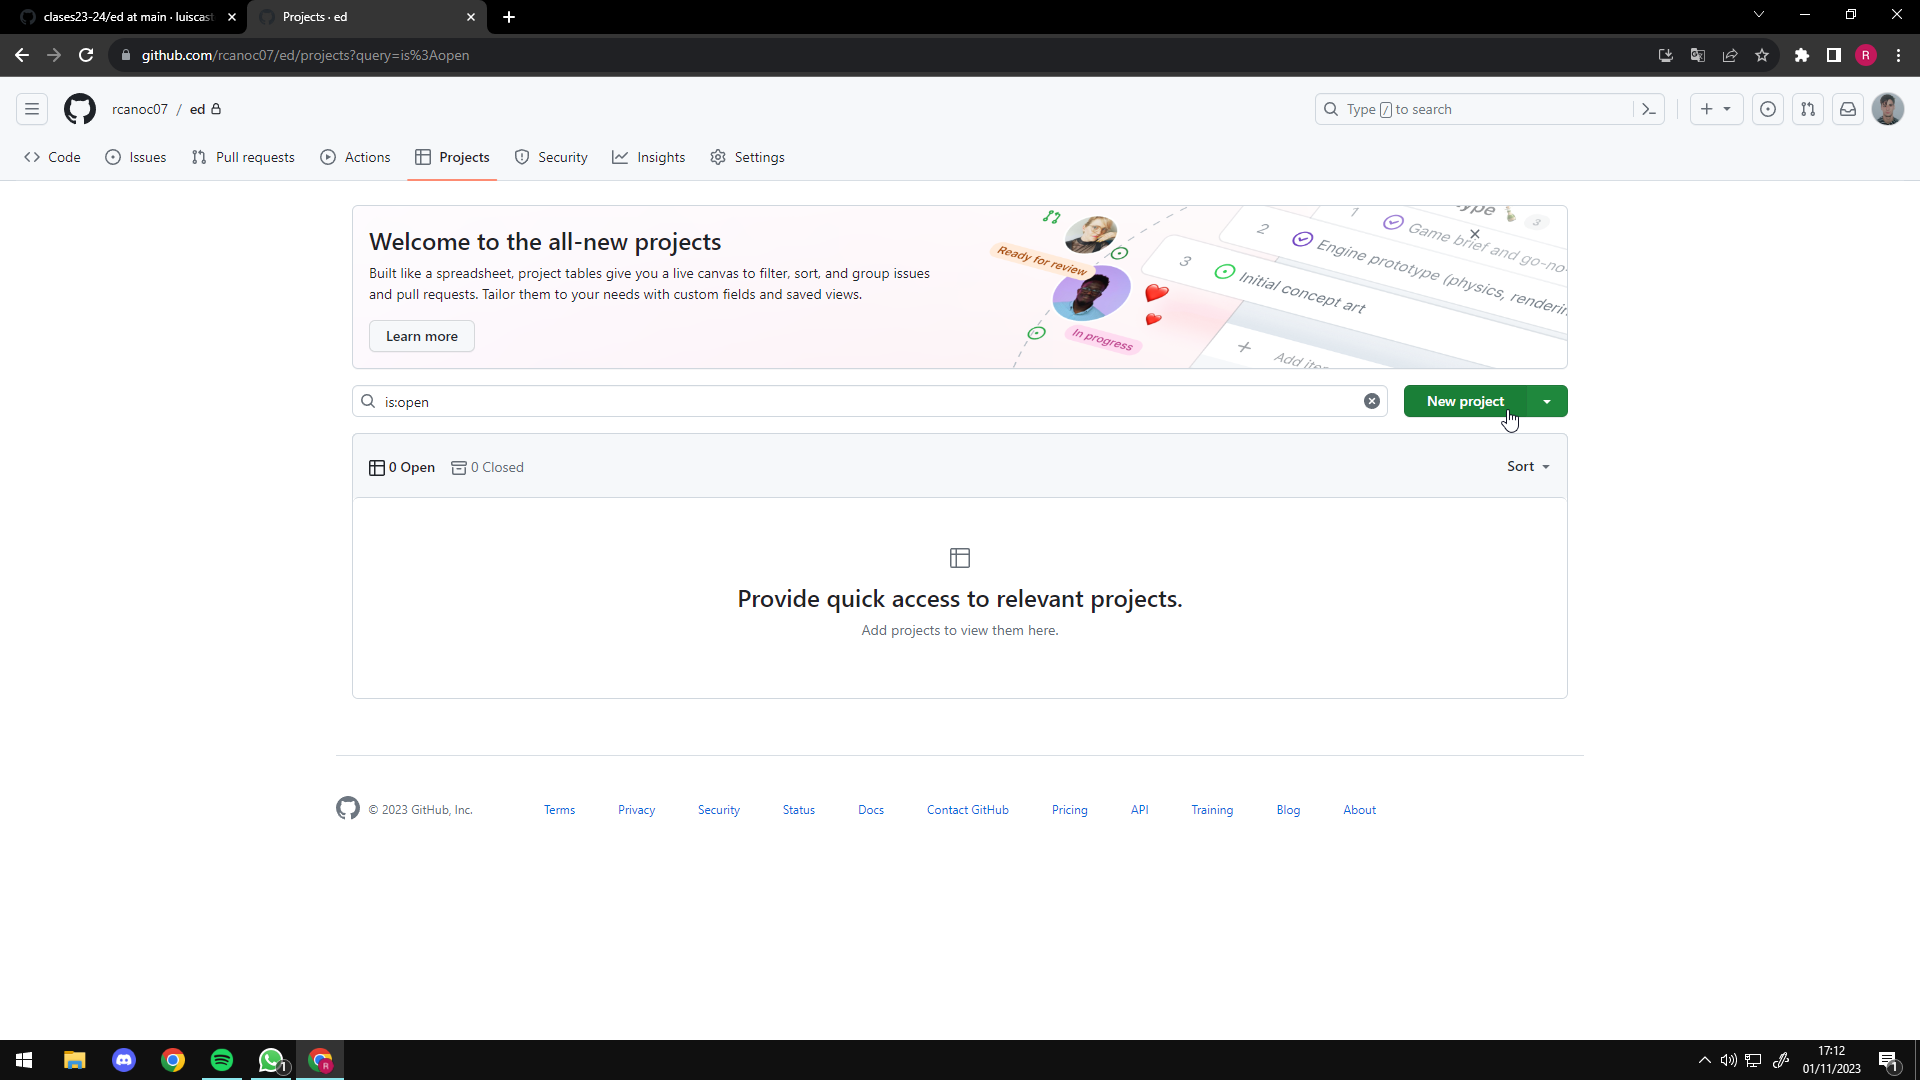 clases23-24/ed at main · luiscast
Projects · ed
github.com/rcanoc07/ed/projects?query=is%3Aopen
R
rcanoc07 / ed
Type / to search
Code
Issues
Pull requests
Actions
Projects
Security
Insights
Settings
Welcome to the all-new projects
Built like a spreadsheet, project tables give you a live canvas to filter, sort, and group issues
and pull requests. Tailor them to your needs with custom fields and saved views.
Learn more
Ready for review
In progress
ype
3
1 Game brief and go-no-
2 Engine prototype (physics, renderin
3 Initial concept art
+ Add ite
is:open
New project
0 Open
0 Closed
Sort
Provide quick access to relevant projects.
Add projects to view them here.
© 2023 GitHub, Inc.
Terms
Privacy
Security
Status
Docs
Contact GitHub
Pricing
API
Training
Blog
About
1
R
17:12
01/11/2023
1